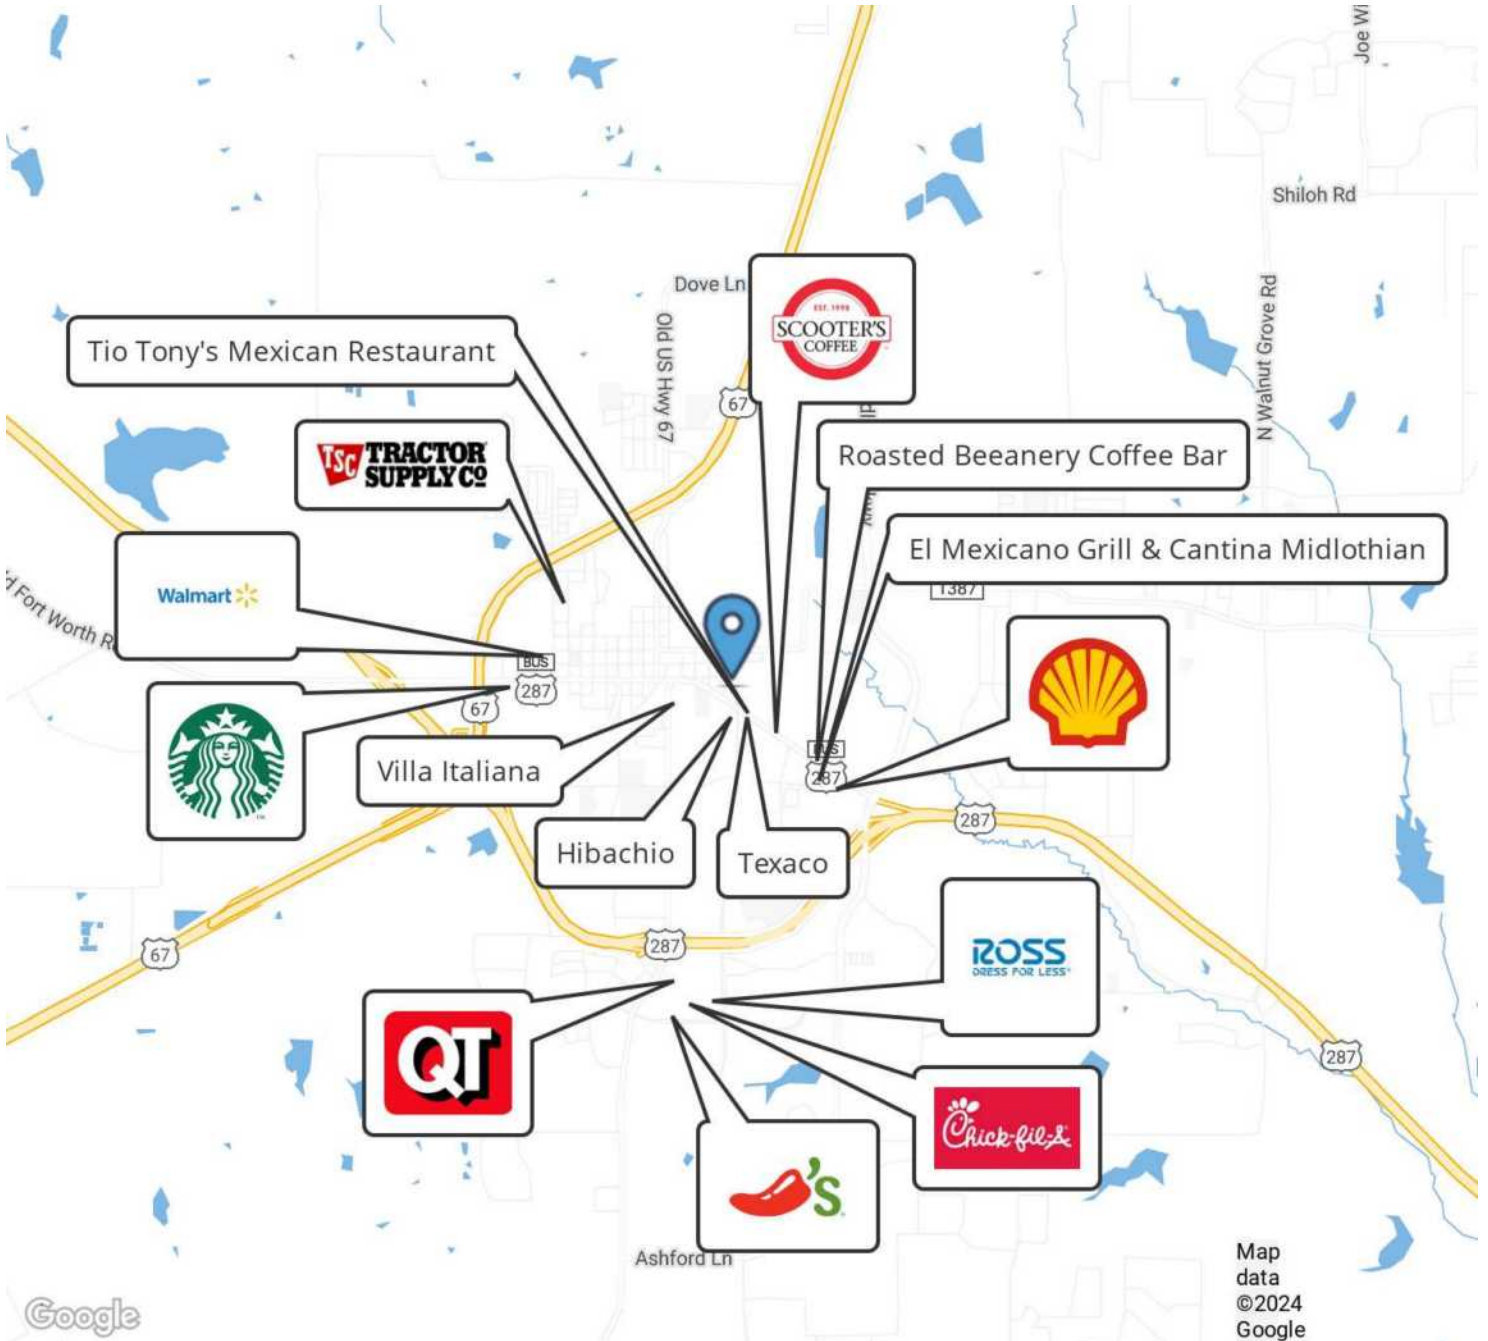 Joe Wi
Shiloh Rd
Dove Ln
EST. 1998
SCOOTER'S
COFFEE
Old US Hwy 67
N Walnut Grove Rd
Tio Tony's Mexican Restaurant
67
TSC TRACTOR
SUPPLY CO
Roasted Beeanery Coffee Bar
El Mexicano Grill & Cantina Midlothian
1387
Walmart
d Fort Worth R
BUS
287
67
BUS
287
Villa Italiana
Hibachio
Texaco
287
67
287
ROSS
DRESS FOR LESS
QT
287
Chick-fil-A
'S
Ashford Ln
Map
data
©2024
Google
Google